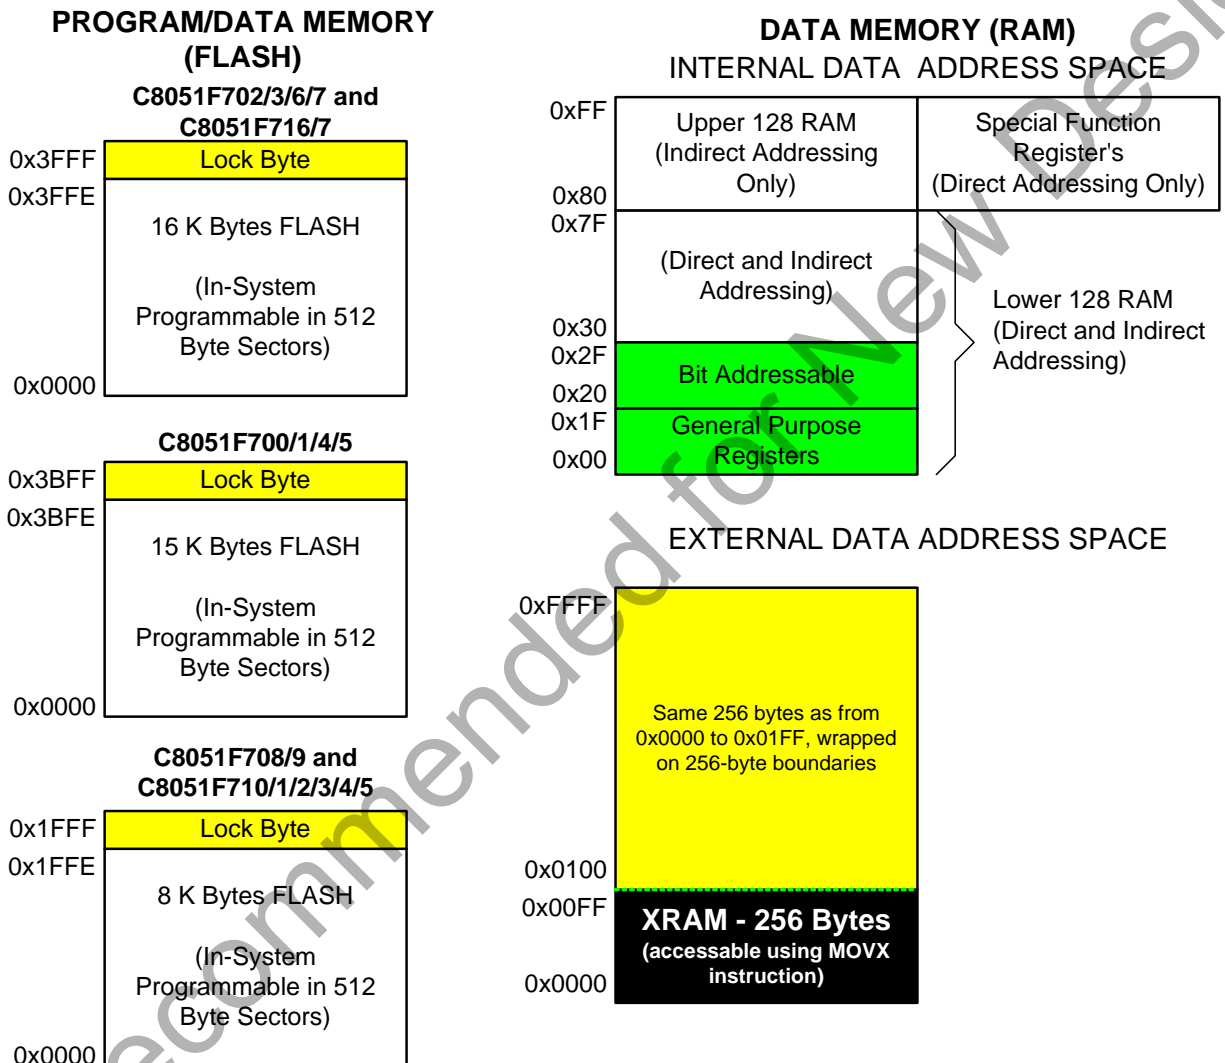 PROGRAM/DATA MEMORY
(FLASH)
C8051F702/3/6/7 and
C8051F716/7
0x3FFF
Lock Byte
0x3FFE
16 K Bytes FLASH
(In-System
Programmable in 512
Byte Sectors)
0x0000
C8051F700/1/4/5
0x3BFF
Lock Byte
0x3BFE
15 K Bytes FLASH
(In-System
Programmable in 512
Byte Sectors)
0x0000
C8051F708/9 and
C8051F710/1/2/3/4/5
0x1FFF
Lock Byte
0x1FFE
8 K Bytes FLASH
(In-System
Programmable in 512
Byte Sectors)
0x0000
DATA MEMORY (RAM)
INTERNAL DATA ADDRESS SPACE
0xFF
Upper 128 RAM
(Indirect Addressing
Only)
0x80
Special Function
Register's
(Direct Addressing Only)
0x7F
(Direct and Indirect
Addressing)
0x30
Lower 128 RAM
(Direct and Indirect
Addressing)
0x2F
Bit Addressable
0x20
0x1F
General Purpose
Registers
0x00
EXTERNAL DATA ADDRESS SPACE
0xFFFF
Same 256 bytes as from
0x0000 to 0x01FF, wrapped
on 256-byte boundaries
0x0100
0x00FF
XRAM - 256 Bytes
(accessable using MOVX
instruction)
0x0000
ecommended for New Desi